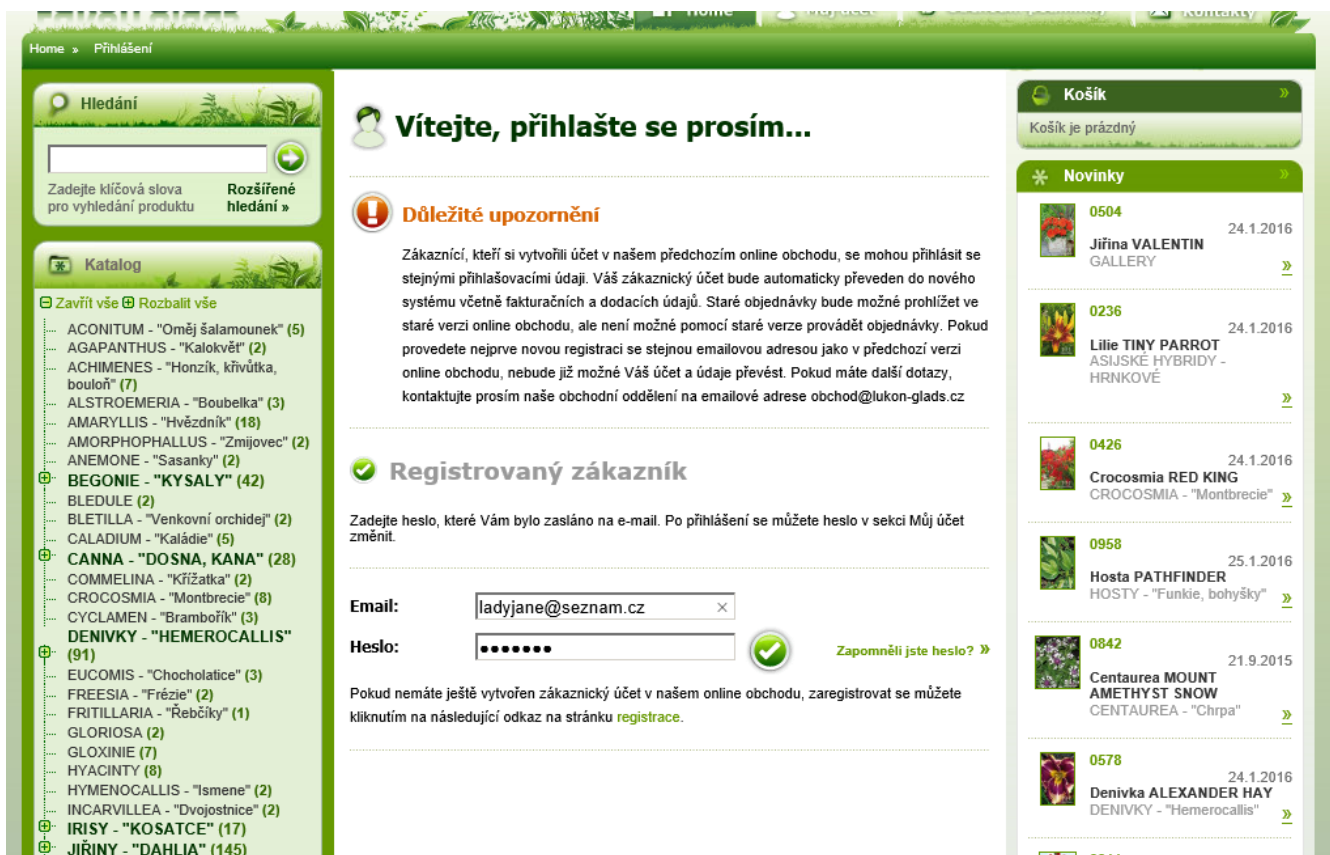 Home
Můj účet
Kontakty
Home » Přihlášení
Hledání
Zadejte klíčová slova
pro vyhledání produktu
Rozšířené
hledání »
Katalog
Zavřít vše Rozbalit vše
ACONITUM - "Oměj šalamounek" (5)
AGAPANTHUS - "Kalokvět" (2)
ACHIMENES - "Honzík, křivůtka,
bouloň" (7)
ALSTROEMERIA - "Boubelka" (3)
AMARYLLIS - "Hvězdník" (18)
AMORPHOPHALLUS - "Zmijovec" (2)
ANEMONE - "Sasanky" (2)
BEGONIE - "KYSALY" (42)
BLEDULE (2)
BLETILLA - "Venkovní orchidej" (2)
CALADIUM - "Kaládie" (5)
CANNA - "DOSNA, KANA" (28)
COMMELINA - "Křížatka" (2)
CROCOSMIA - "Montbrecie" (8)
CYCLAMEN - "Brambořík" (3)
DENIVKY - "HEMEROCALLIS"
(91)
EUCOMIS - "Chocholatice" (3)
FREESIA - "Frézie" (2)
FRITILLARIA - "Řebčíky" (1)
GLORIOSA (2)
GLOXINIE (7)
HYACINTY (8)
HYMENOCALLIS - "Ismene" (2)
INCARVILLEA - "Dvojostnice" (2)
IRISY - "KOSATCE" (17)
JIŘINY - "DAHLIA" (145)
Vítejte, přihlašte se prosím...
Důležité upozornění
Zákaznící, kteří si vytvořili účet v našem předchozím online obchodu, se mohou přihlásit se
stejnými přihlašovacími údaji. Váš zákaznický účet bude automaticky převeden do nového
systému včetně fakturačních a dodacích údajů. Staré objednávky bude možné prohlížet ve
staré verzi online obchodu, ale není možné pomocí staré verze provádět objednávky. Pokud
provedete nejprve novou registraci se stejnou emailovou adresou jako v předchozí verzi
online obchodu, nebude již možné Váš účet a údaje převést. Pokud máte další dotazy,
kontaktujte prosím naše obchodní oddělení na emailové adrese obchod@lukon-glads.cz
Registrovaný zákazník
Zadejte heslo, které Vám bylo zasláno na e-mail. Po přihlášení se můžete heslo v sekci Můj účet
změnit.
Email: ladyjane@seznam.cz ×
Heslo: •••••••
Zapomněli jste heslo? »
Pokud nemáte ještě vytvořen zákaznický účet v našem online obchodu, zaregistrovat se můžete
kliknutím na následující odkaz na stránku registrace.
Košík »
Košík je prázdný
Novinky »
0504
24.1.2016
Jiřina VALENTIN
GALLERY
»
0236
24.1.2016
Lilie TINY PARROT
ASIJSKÉ HYBRIDY -
HRNKOVÉ
»
0426
24.1.2016
Crocosmia RED KING
CROCOSMIA - "Montbrecie" »
0958
25.1.2016
Hosta PATHFINDER
HOSTY - "Funkie, bohyšky" »
0842
21.9.2015
Centaurea MOUNT
AMETHYST SNOW
CENTAUREA - "Chrpa" »
0578
24.1.2016
Denivka ALEXANDER HAY
DENIVKY - "Hemerocallis" »